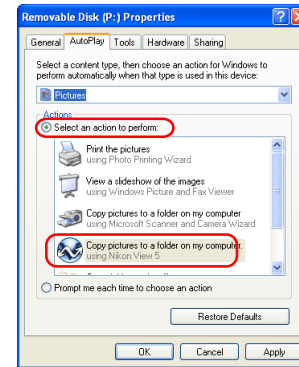 Removable Disk (P:) Properties
General AutoPlay Tools Hardware Sharing
Select a content type, then choose an action for Windows to
perform automatically when that type is used in this device:
Pictures
Actions
Select an action to perform:
Print the pictures
using Photo Printing Wizard
View a slideshow of the images
using Windows Picture and Fax Viewer
Copy pictures to a folder on my computer
using Microsoft Scanner and Camera Wizard
Copy pictures to a folder on my computer.
using Nikon View 5
Prompt me each time to choose an action
Restore Defaults
OK Cancel Apply